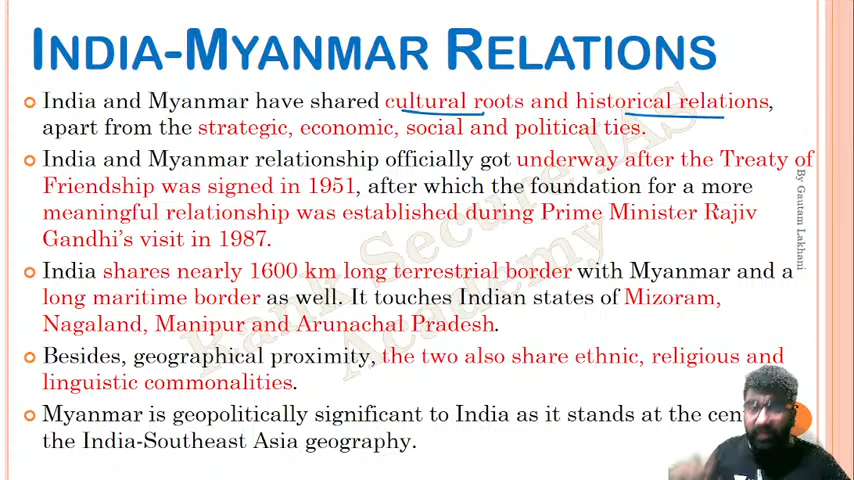 INDIA-MYANMAR RELATIONS
India and Myanmar have shared cultural roots and historical relations,
apart from the strategic, economic, social and political ties.
India and Myanmar relationship officially got underway after the Treaty of
Friendship was signed in 1951, after which the foundation for a more
meaningful relationship was established during Prime Minister Rajiv
Gandhi's visit in 1987.
India shares nearly 1600 km long terrestrial border with Myanmar and a
long maritime border as well. It touches Indian states of Mizoram,
Nagaland, Manipur and Arunachal Pradesh.
Besides, geographical proximity, the two also share ethnic, religious and
linguistic commonalities.
Myanmar is geopolitically significant to India as it stands at the cen
the India-Southeast Asia geography.
By Gautam Lakhani
Rank Secure IAS
Academy